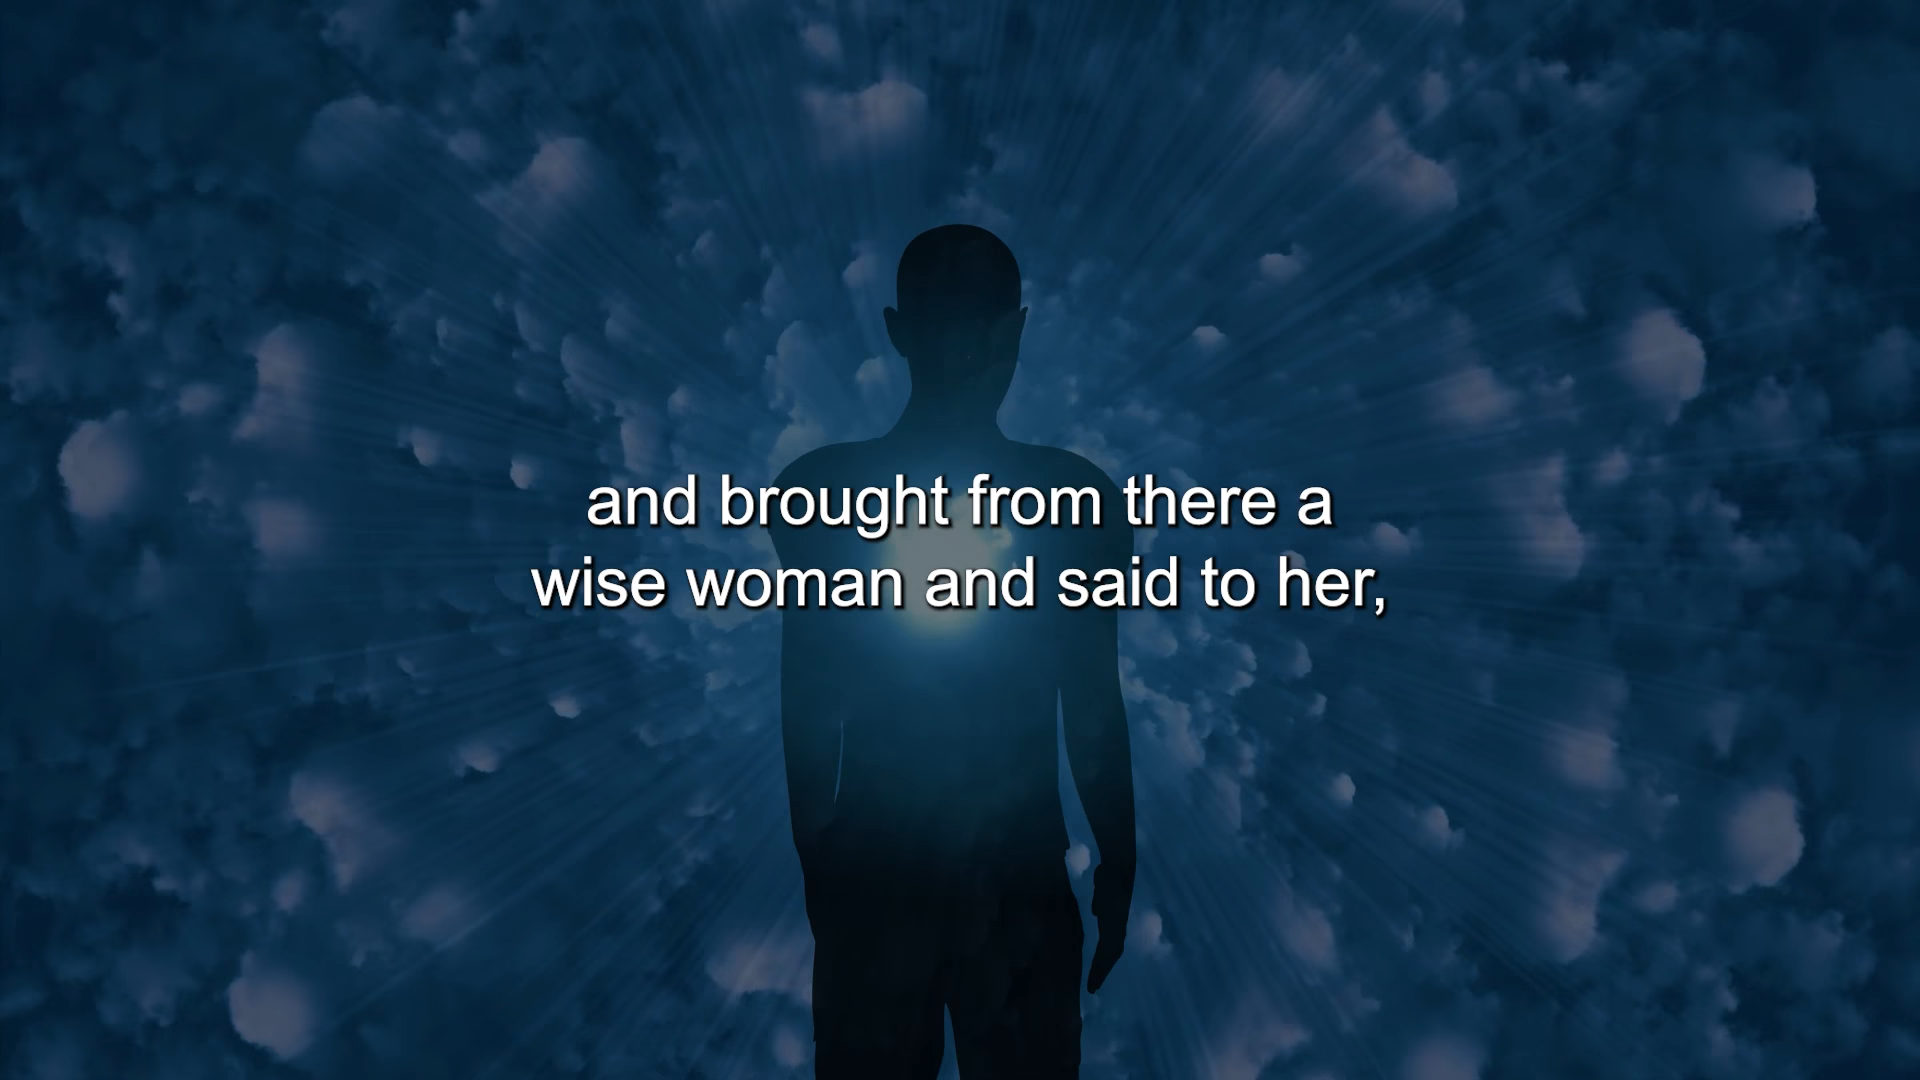 and brought from there a
wise woman and said to her,